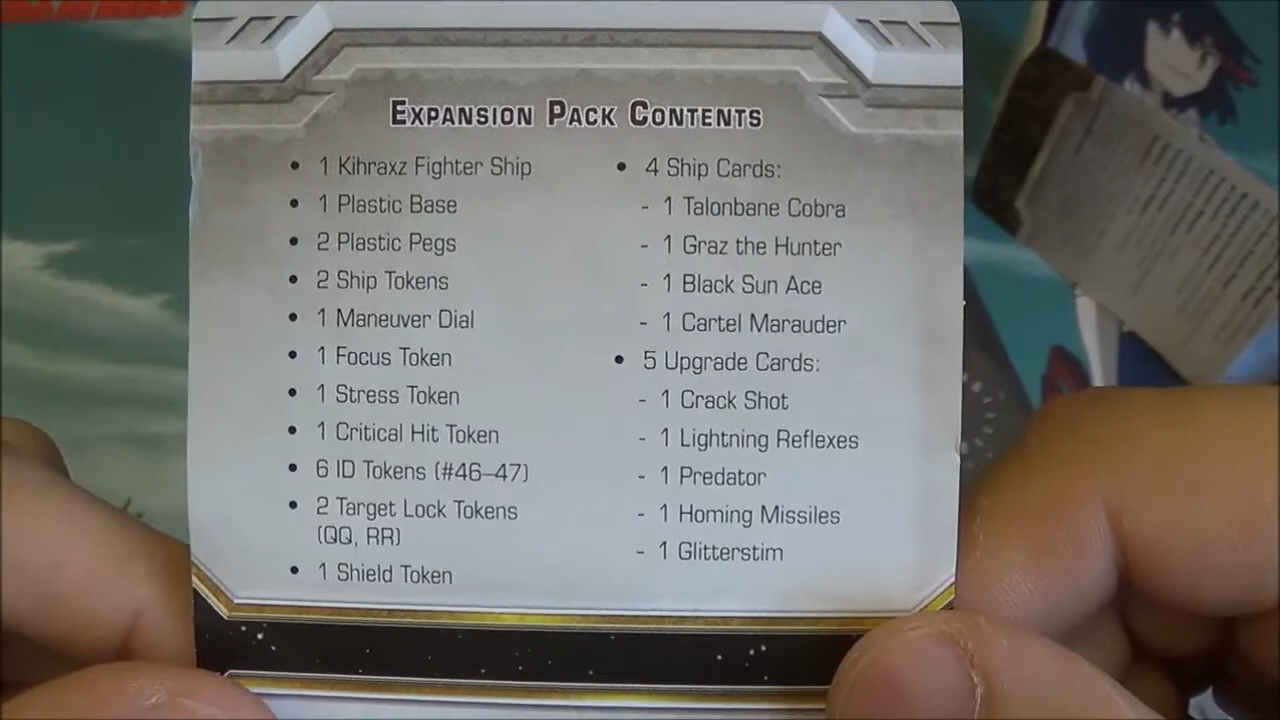 EXPANSION PACK CONTENTS
• 1 Kihraxz Fighter Ship
• 1 Plastic Base
• 2 Plastic Pegs
• 2 Ship Tokens
• 1 Maneuver Dial
• 1 Focus Token
• 1 Stress Token
• 1 Critical Hit Token
• 6 ID Tokens (#46–47)
• 2 Target Lock Tokens
(QQ, RR)
• 1 Shield Token
• 4 Ship Cards:
- 1 Talonbane Cobra
- 1 Graz the Hunter
- 1 Black Sun Ace
- 1 Cartel Marauder
• 5 Upgrade Cards:
- 1 Crack Shot
- 1 Lightning Reflexes
- 1 Predator
- 1 Homing Missiles
- 1 Glitterstim